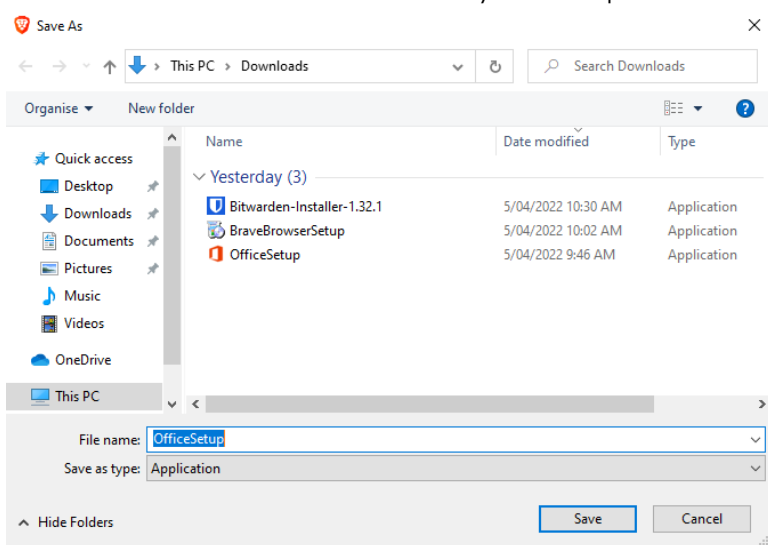 Save As
This PC > Downloads
Search Downloads
Organise
New folder
Name
Date modified
Type
Quick access
Desktop
Downloads
Documents
Pictures
Music
Videos
OneDrive
This PC
Yesterday (3)
Bitwarden-Installer-1.32.1 5/04/2022 10:30 AM Application
BraveBrowserSetup 5/04/2022 10:02 AM Application
OfficeSetup 5/04/2022 9:46 AM Application
File name: OfficeSetup
Save as type: Application
Hide Folders
Save
Cancel